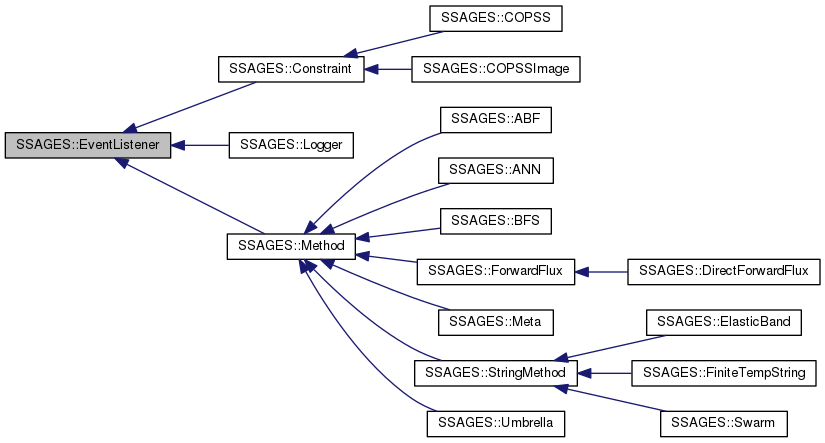 SSAGES::COPSS
SSAGES::Constraint
SSAGES::COPSSImage
SSAGES::ABF
SSAGES::EventListener
SSAGES::Logger
SSAGES::ANN
SSAGES::BFS
SSAGES::Method
SSAGES::ForwardFlux
SSAGES::DirectForwardFlux
SSAGES::Meta
SSAGES::ElasticBand
SSAGES::StringMethod
SSAGES::FiniteTempString
SSAGES::Umbrella
SSAGES::Swarm